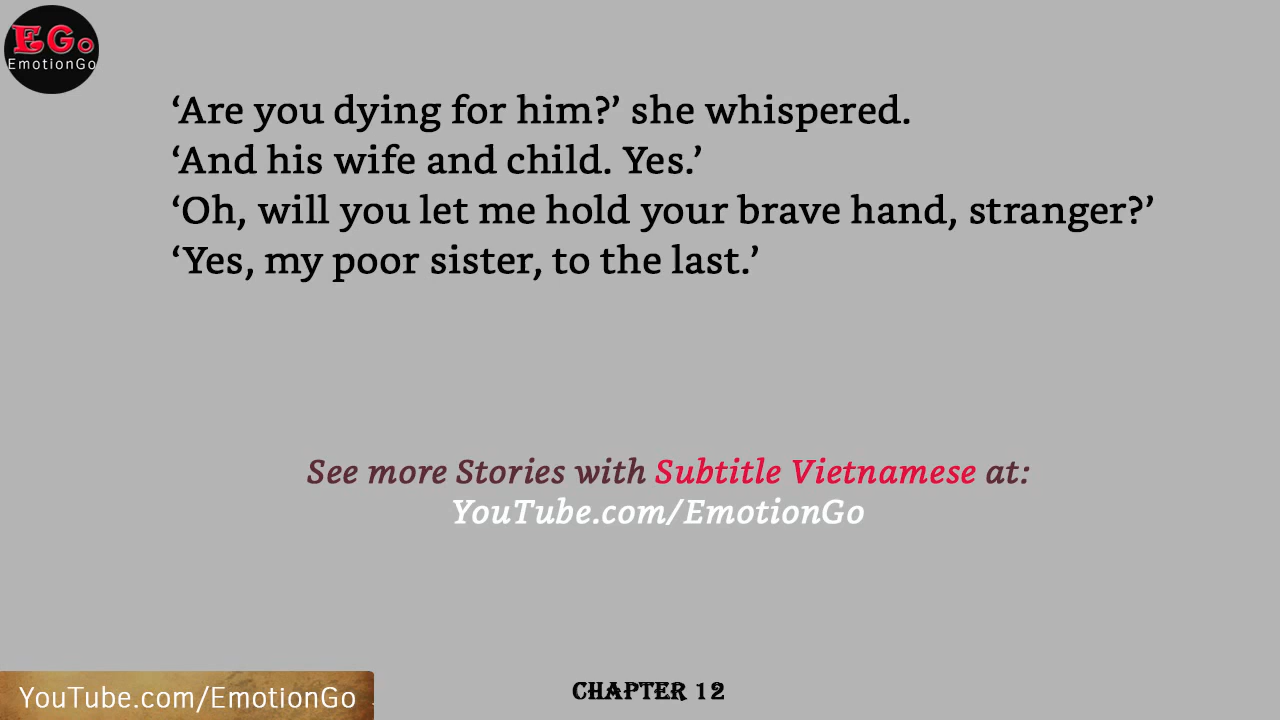 EGo
EmotionGo
‘Are you dying for him?’ she whispered.
‘And his wife and child. Yes.’
‘Oh, will you let me hold your brave hand, stranger?’
‘Yes, my poor sister, to the last.’
See more Stories with Subtitle Vietnamese at:
YouTube.com/EmotionGo
YouTube.com/EmotionGo
CHAPTER 12